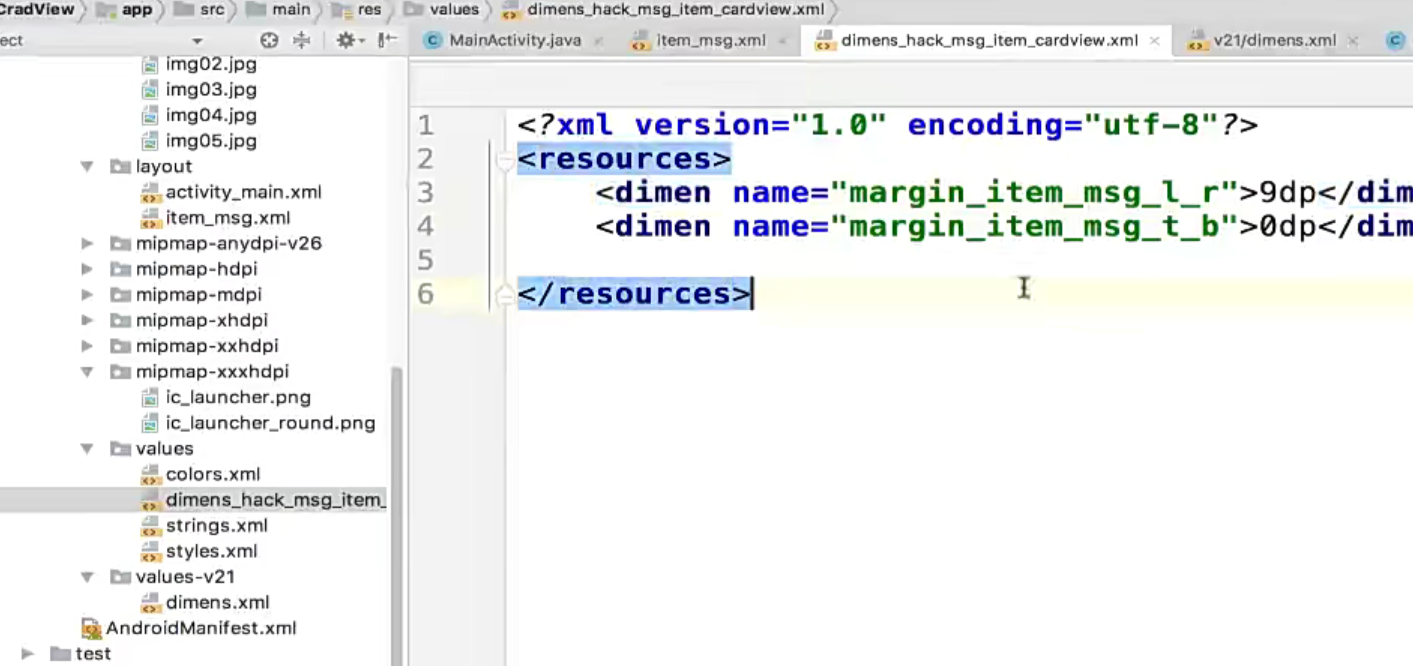 CradView app src main res values dimens_hack_msg_item_cardview.xml
ect MainActivity.java item_msg.xml dimens_hack_msg_item_cardview.xml v21/dimens.xml
img02.jpg
img03.jpg
img04.jpg
img05.jpg
layout
activity_main.xml
item_msg.xml
mipmap-anydpi-v26
mipmap-hdpi
mipmap-mdpi
mipmap-xhdpi
mipmap-xxhdpi
mipmap-xxxhdpi
ic_launcher.png
ic_launcher_round.png
values
colors.xml
dimens_hack_msg_item_
strings.xml
styles.xml
values-v21
dimens.xml
AndroidManifest.xml
test
1 <?xml version="1.0" encoding="utf-8"?>
2 <resources>
3 <dimen name="margin_item_msg_l_r">9dp</dim
4 <dimen name="margin_item_msg_t_b">0dp</dim
5
6 </resources>